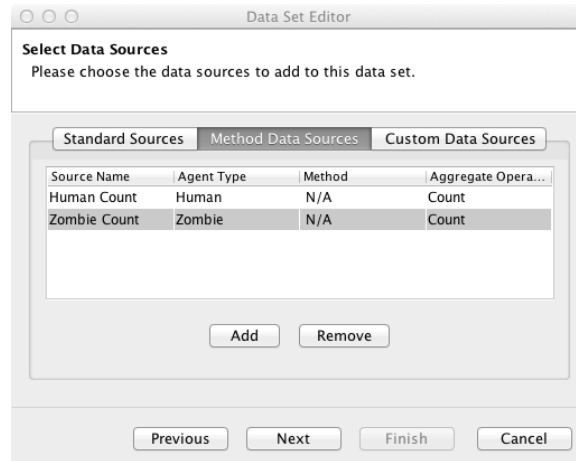 Data Set Editor
Select Data Sources
Please choose the data sources to add to this data set.
Standard Sources Method Data Sources Custom Data Sources
Source Name Agent Type Method Aggregate Opera...
Human Count Human N/A Count
Zombie Count Zombie N/A Count
Add Remove
Previous Next Finish Cancel